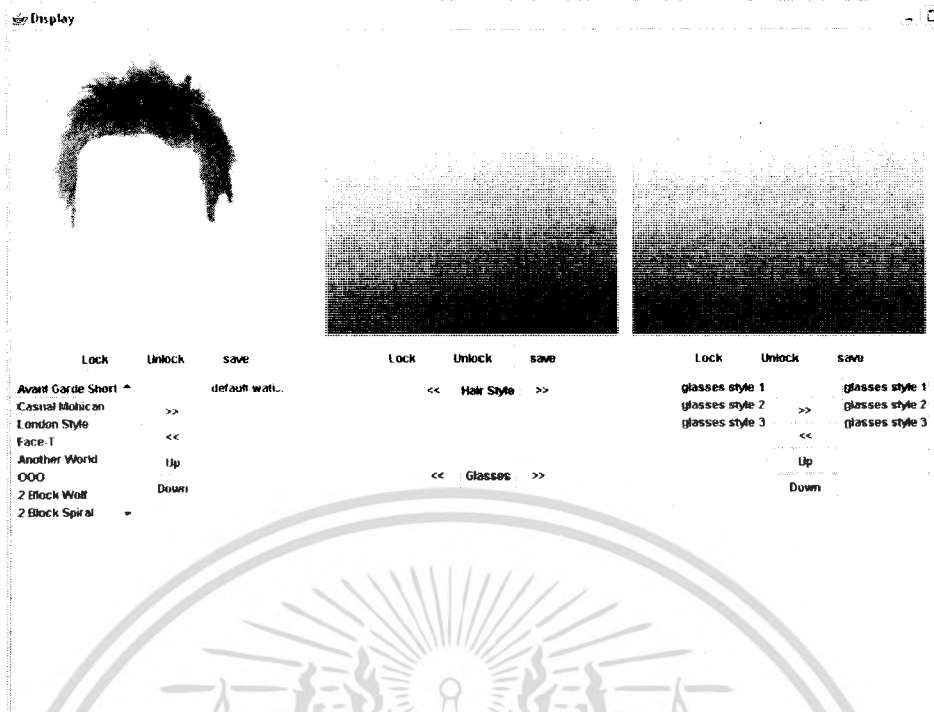 Display
Lock Unlock save
Lock Unlock save
Lock Unlock save
Avant Garde Short
Casual Mohican
London Style
Face-T
Another World
OOO
2 Block Wolf
2 Block Spiral
>>
<<
Up
Down
default wati...
<< Hair Style >>
<< Glasses >>
glasses style 1
glasses style 2
glasses style 3
>>
<<
Up
Down
glasses style 1
glasses style 2
glasses style 3